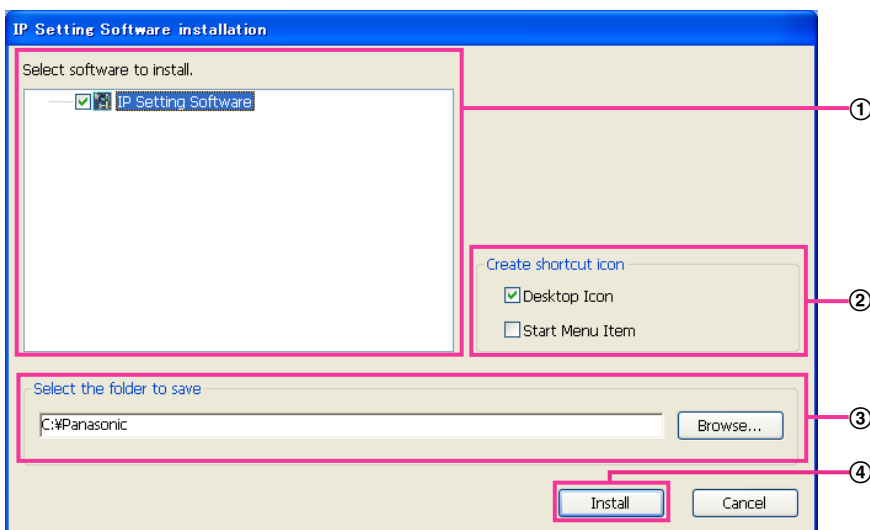 IP Setting Software installation
Select software to install.
IP Setting Software
①
Create shortcut icon
Desktop Icon
②
Start Menu Item
Select the folder to save
C:¥Panasonic
Browse...
③
④
Install
Cancel